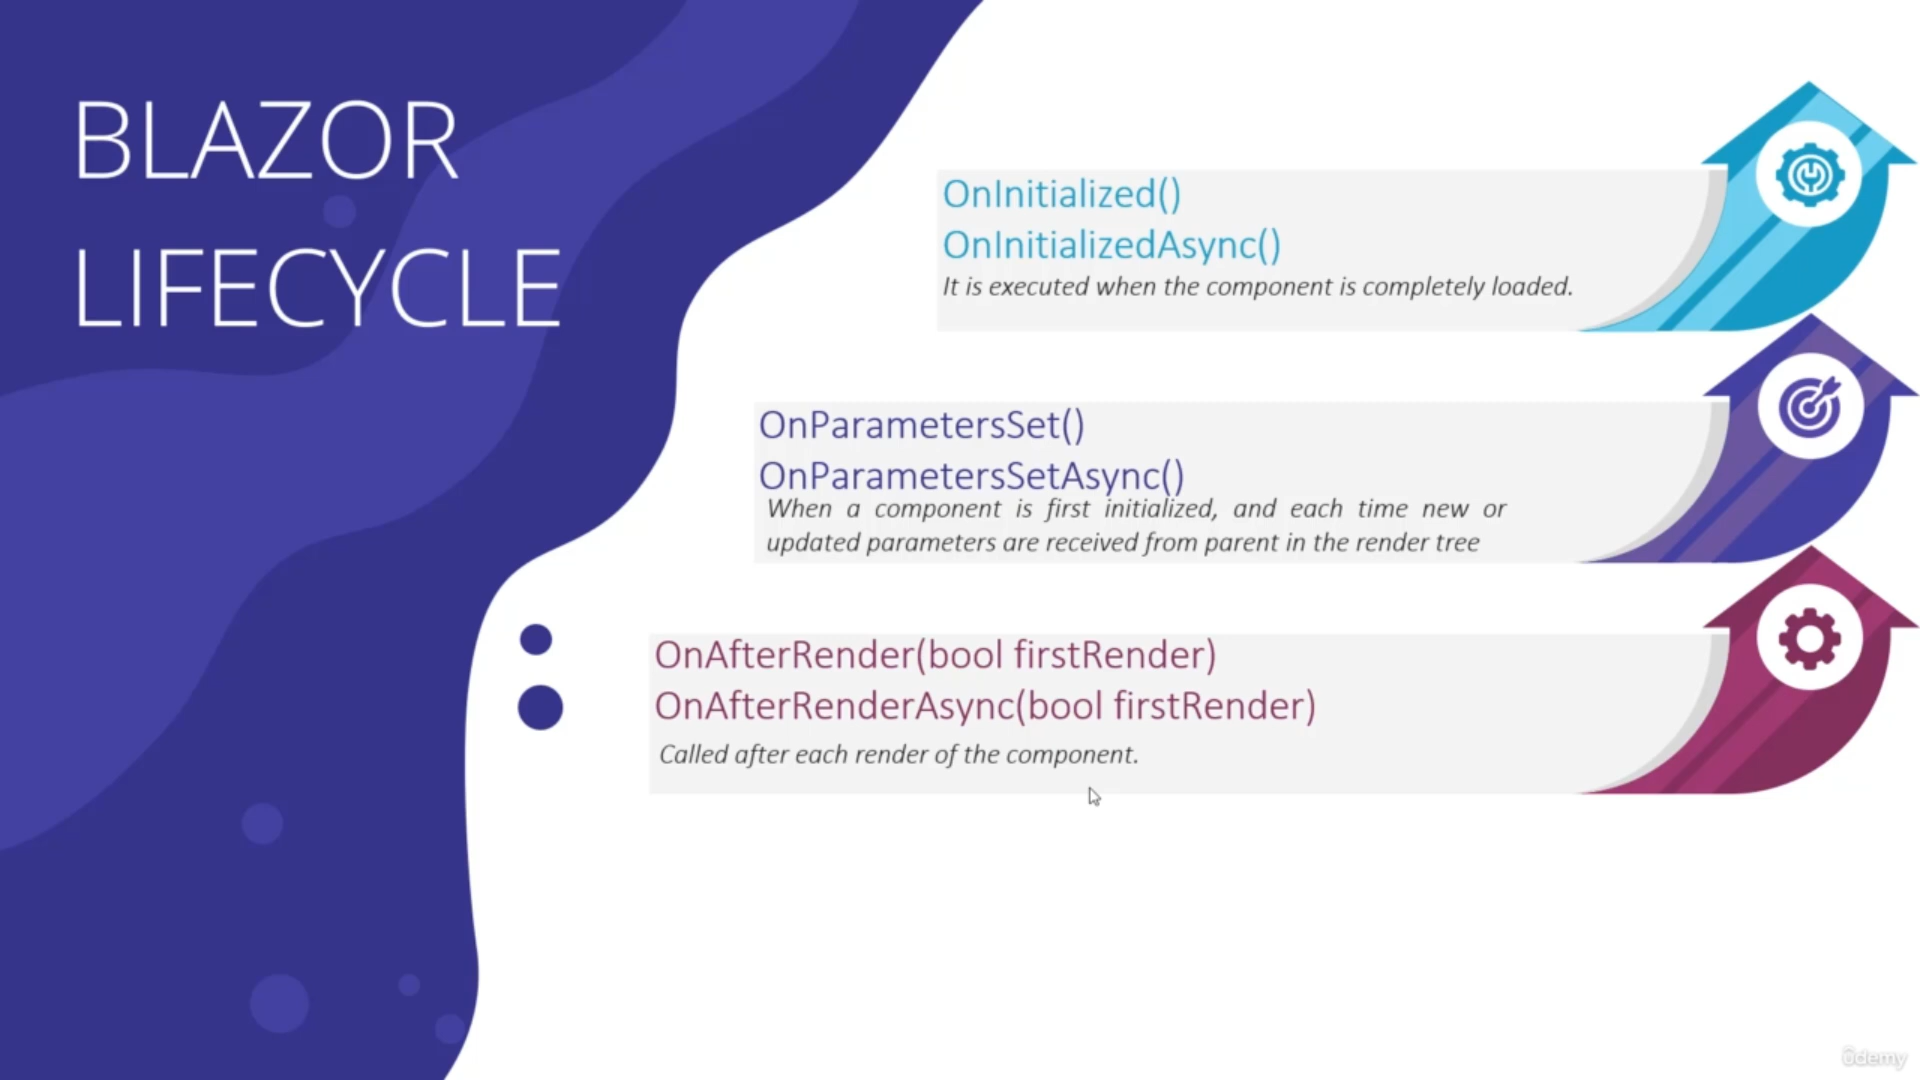 BLAZOR
LIFECYCLE
OnInitialized()
OnInitializedAsync()
It is executed when the component is completely loaded.
OnParametersSet()
OnParametersSetAsync()
When a component is first initialized, and each time new or
updated parameters are received from parent in the render tree
OnAfterRender(bool firstRender)
OnAfterRenderAsync(bool firstRender)
Called after each render of the component.
ûdemy